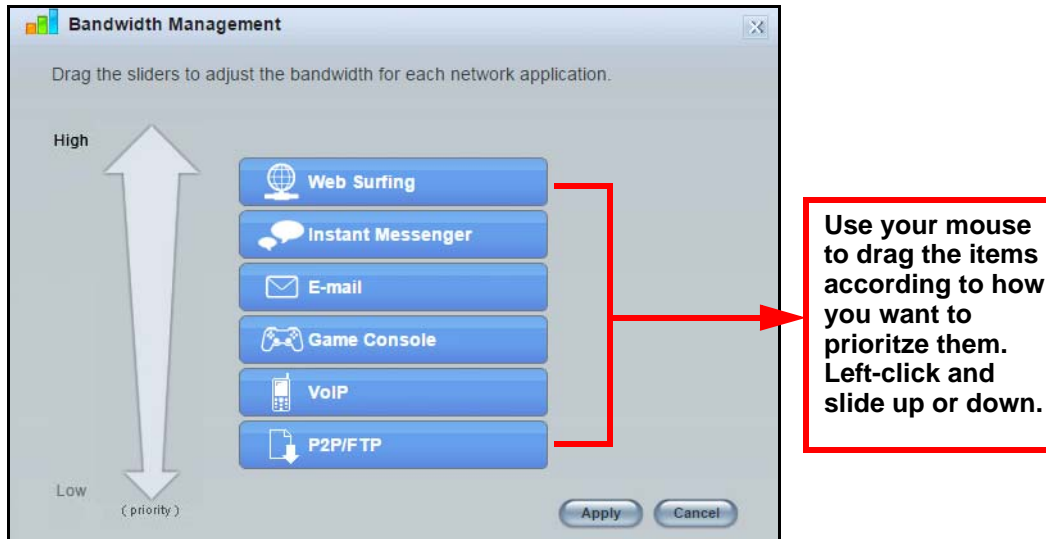 Bandwidth Management
Drag the sliders to adjust the bandwidth for each network application.
High
Web Surfing
Instant Messenger
E-mail
Game Console
VoIP
P2P/FTP
Low
( priority )
Apply
Cancel
Use your mouse
to drag the items
according to how
you want to
prioritze them.
Left-click and
slide up or down.